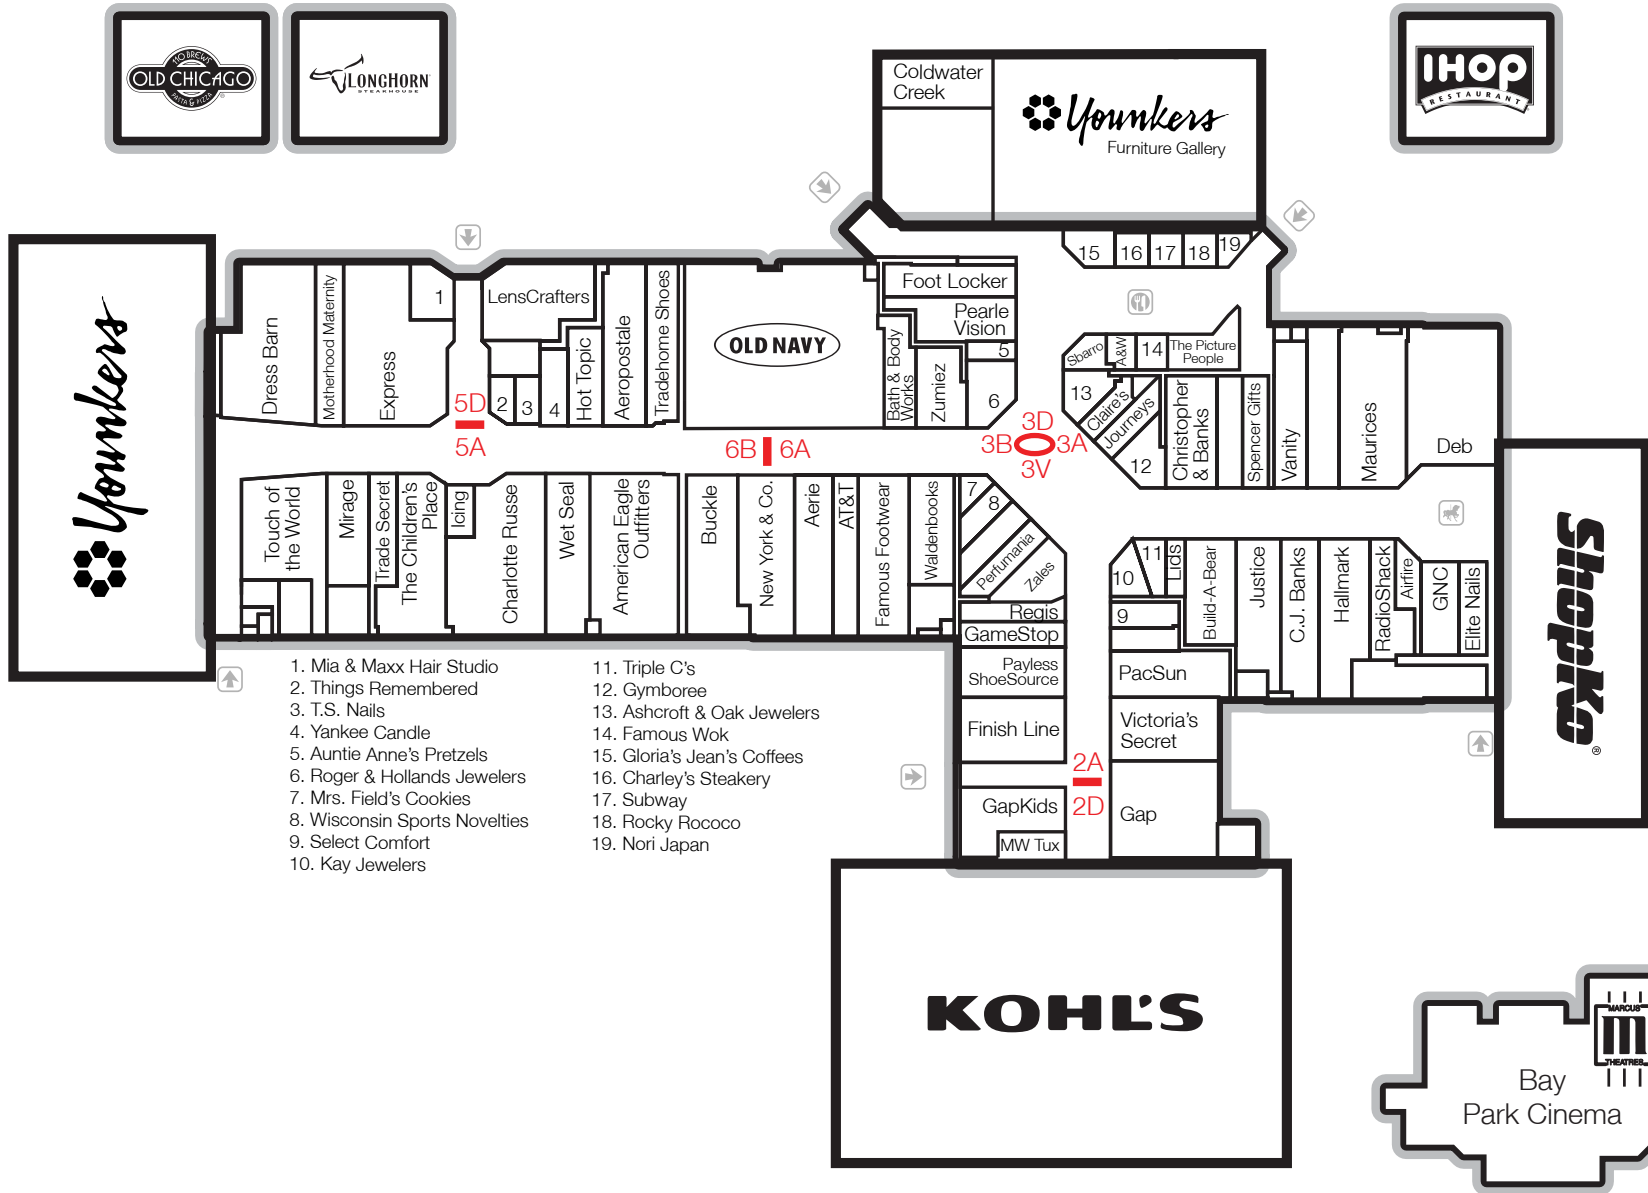 110 BREWS
OLD CHICAGO
PASTA & PIZZA
LONGHORN
STEAKHOUSE
Coldwater
Creek
Younkers
Furniture Gallery
IHOP
RESTAURANT
15
16
17
18
19
Younkers
Dress Barn
Motherhood Maternity
Express
1
LensCrafters
5D
5A
2
3
4
Hot Topic
Aeropostale
Tradehome Shoes
OLD NAVY
6B
6A
Bath & Body
Works
Foot Locker
Pearle
Vision
5
Zumiez
6
3D
3B
3A
3V
Sbarro
A&W
14
The Picture
People
13
Claire's
Journeys
12
Christopher
& Banks
Spencer Gifts
Vanity
Maurices
Deb
Touch of
the World
Mirage
Trade Secret
The Children's
Place
Icing
Charlotte Russe
Wet Seal
American Eagle
Outfitters
Buckle
New York & Co.
Aerie
AT&T
Famous Footwear
Waldenbooks
7
8
Perfumania
Zales
Regis
GameStop
Payless
ShoeSource
Finish Line
GapKids
MW Tux
10
11
Lids
9
Build-A-Bear
Justice
C.J. Banks
Hallmark
RadioShack
Airfire
GNC
Elite Nails
PacSun
Victoria's
Secret
2A
2D
Gap
ShopKo
®
1. Mia & Maxx Hair Studio
2. Things Remembered
3. T.S. Nails
4. Yankee Candle
5. Auntie Anne's Pretzels
6. Roger & Hollands Jewelers
7. Mrs. Field's Cookies
8. Wisconsin Sports Novelties
9. Select Comfort
10. Kay Jewelers
11. Triple C's
12. Gymboree
13. Ashcroft & Oak Jewelers
14. Famous Wok
15. Gloria's Jean's Coffees
16. Charley's Steakery
17. Subway
18. Rocky Rococo
19. Nori Japan
KOHL'S
MARCUS
M
THEATRES
Bay
Park Cinema